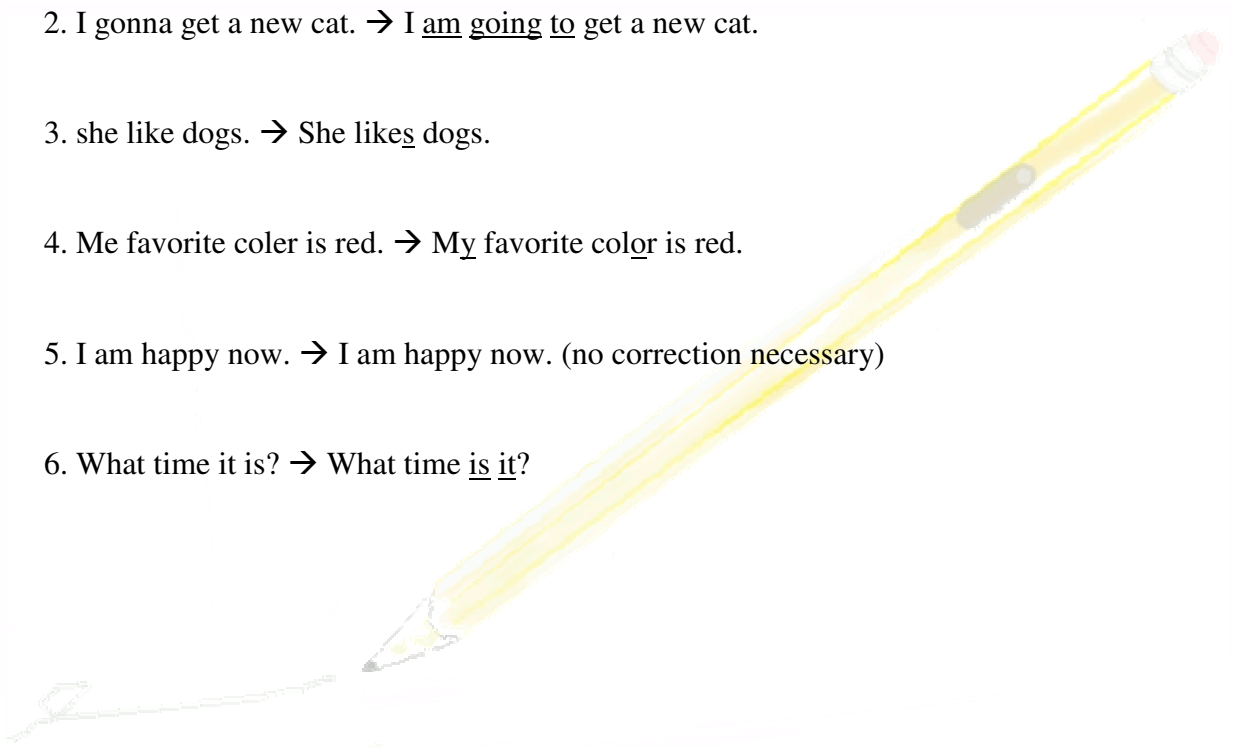 2. I gonna get a new cat. → I am going to get a new cat.
3. she like dogs. → She likes dogs.
4. Me favorite coler is red. → My favorite color is red.
5. I am happy now. → I am happy now. (no correction necessary)
6. What time it is? → What time is it?